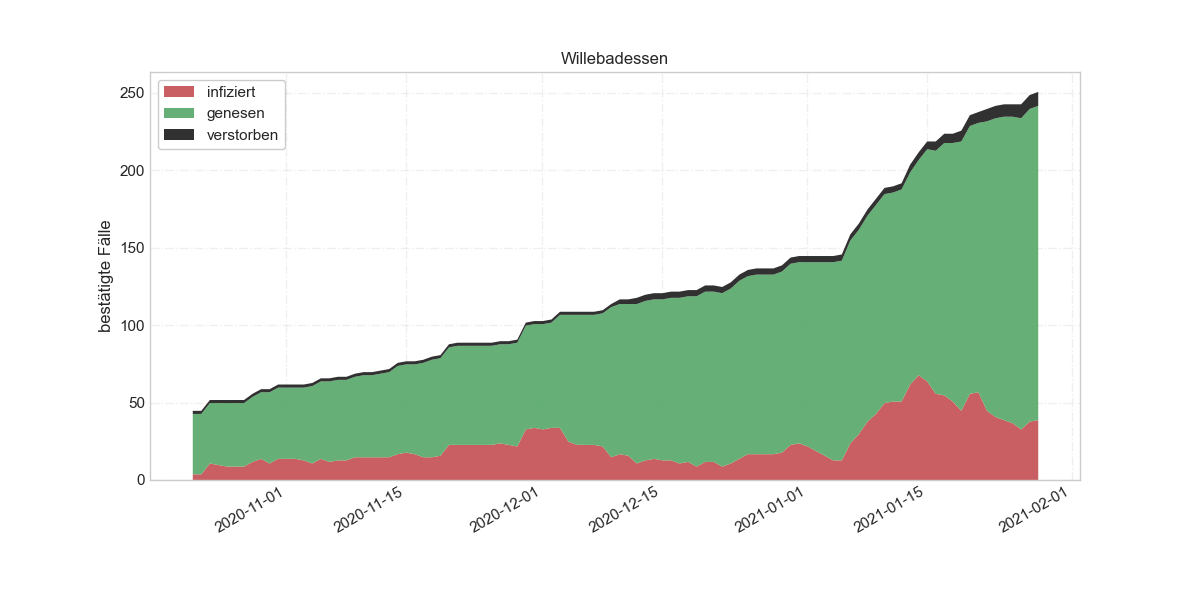 Willebadessen
infiziert
genesen
verstorben
bestätigte Fälle
250
200
150
100
50
0
2020-11-01
2020-11-15
2020-12-01
2020-12-15
2021-01-01
2021-01-15
2021-02-01